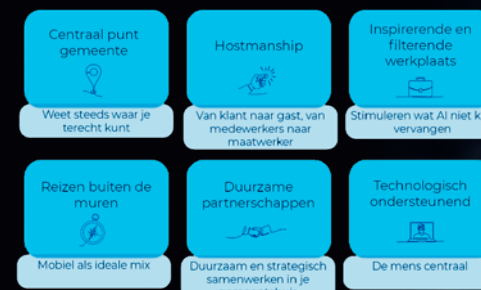 Centraal punt
gemeente
Weet steeds waar je
terecht kunt
Hostmanship
Van klant naar gast, van
medewerkers naar
maatwerker
Inspirerende en
filterende
werkplaats
Stimuleren wat AI niet
vervangen
Reizen buiten de
muren
Mobiel als ideale mix
Duurzame
partnerschappen
Duurzaam en strategisch
samenwerken in je
Technologisch
ondersteunend
De mens centraal